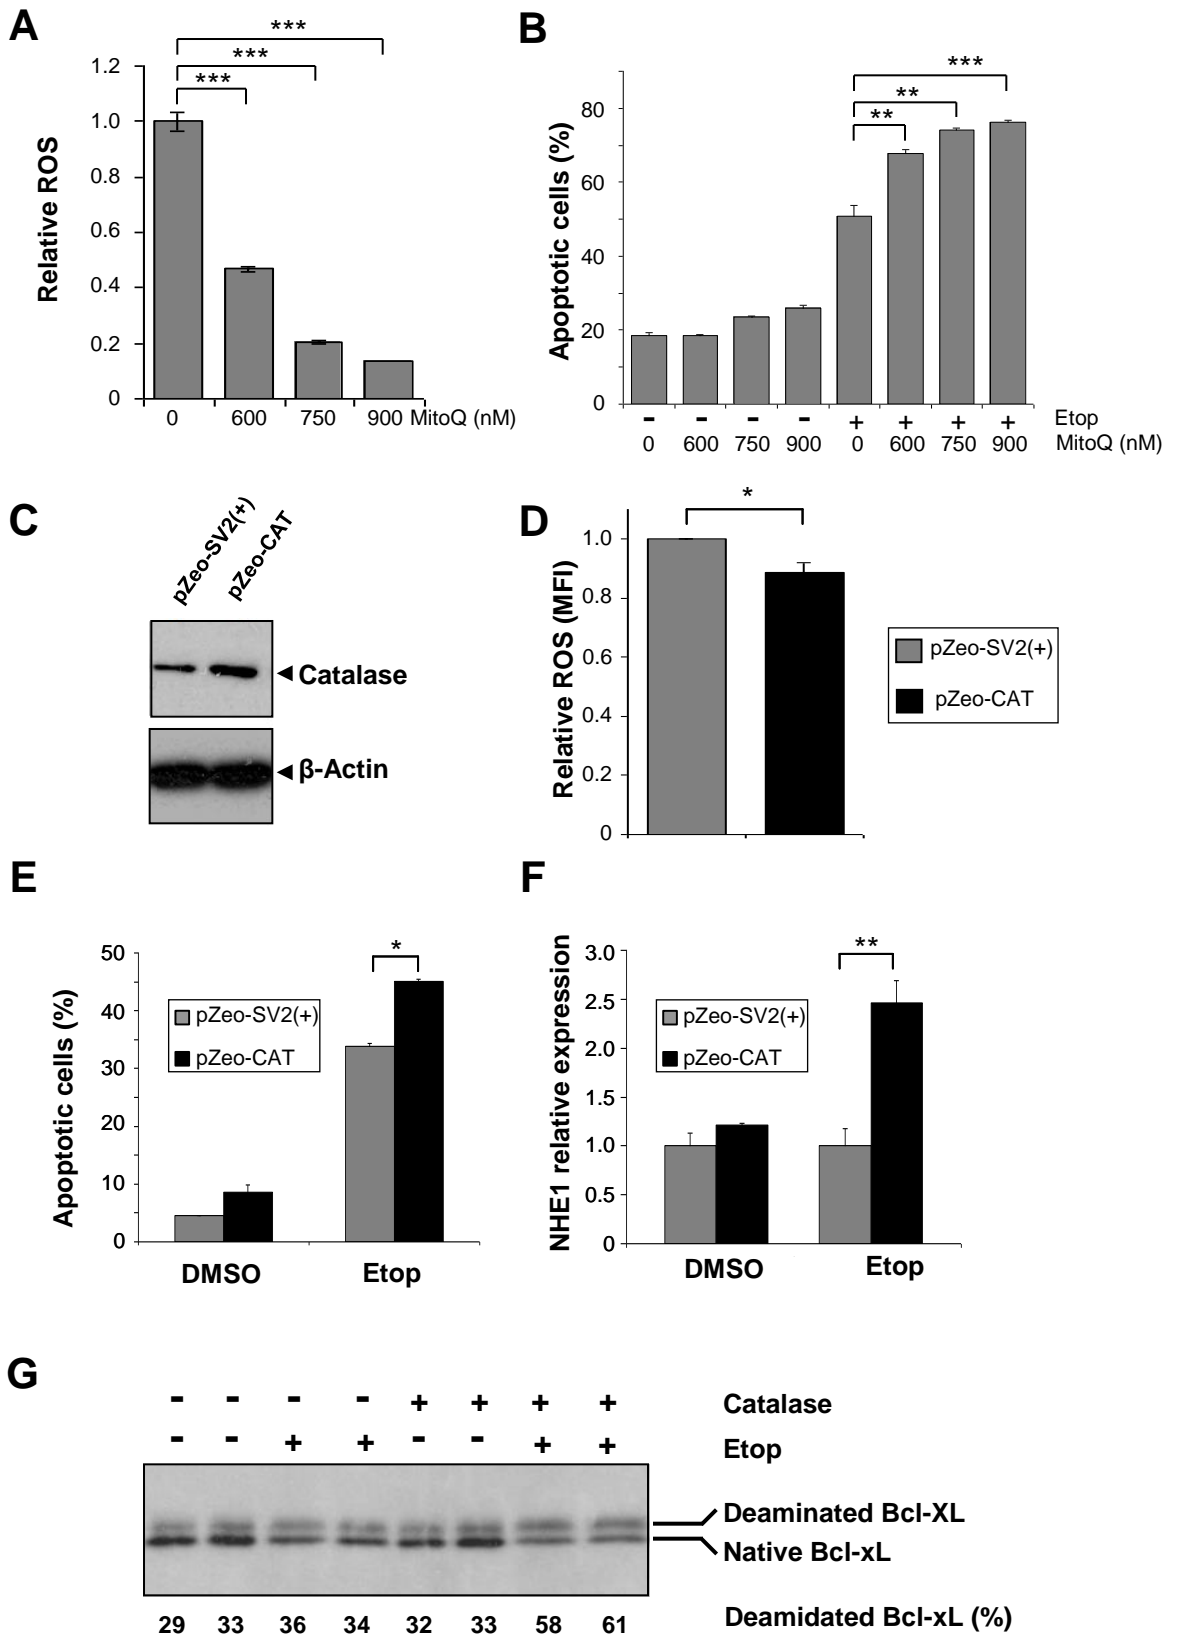 A
***
***
***
1.2
1.0
0.8
0.6
0.4
0.2
0
Relative ROS
0 600 750 900 MitoQ (nM)
B
***
**
**
80
60
40
20
0
Apoptotic cells (%)
- - - - + + + + Etop
0 600 750 900 0 600 750 900 MitoQ (nM)
C
pZeo-SV2(+)
pZeo-CAT
Catalase
β-Actin
D
*
1.0
0.8
0.6
0.4
0.2
0
Relative ROS (MFI)
pZeo-SV2(+)
pZeo-CAT
E
*
50
40
30
20
10
0
Apoptotic cells (%)
pZeo-SV2(+)
pZeo-CAT
DMSO Etop
F
**
3.0
2.5
2.0
1.5
1.0
0.5
0
NHE1 relative expression
pZeo-SV2(+)
pZeo-CAT
DMSO Etop
G
- - - - + + + + Catalase
- - + + - - + + Etop
Deaminated Bcl-XL
Native Bcl-xL
29 33 36 34 32 33 58 61 Deamidated Bcl-xL (%)